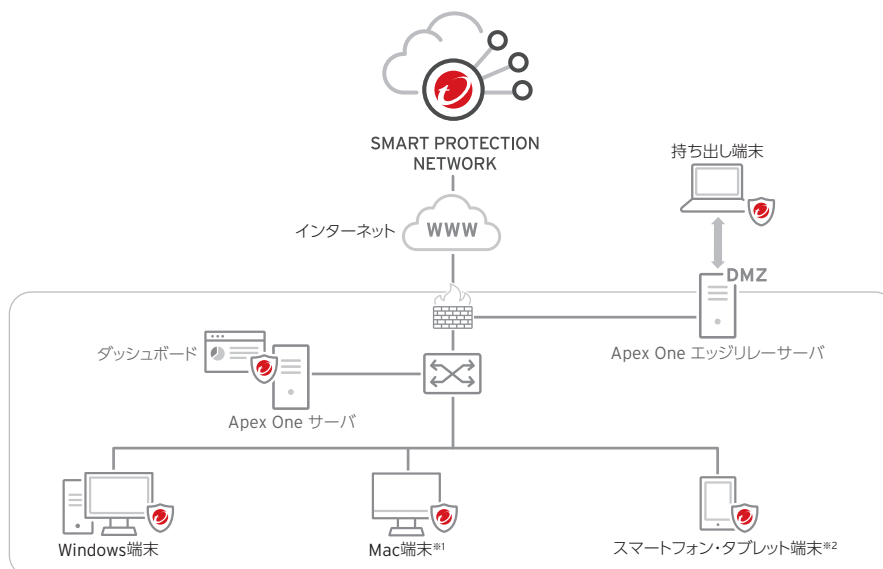 SMART PROTECTION
NETWORK
持ち出し端末
インターネット
WWW
DMZ
ダッシュボード
Apex One エッジリレーサーバ
Apex One サーバ
Windows端末
Mac端末※1
スマートフォン・タブレット端末※2